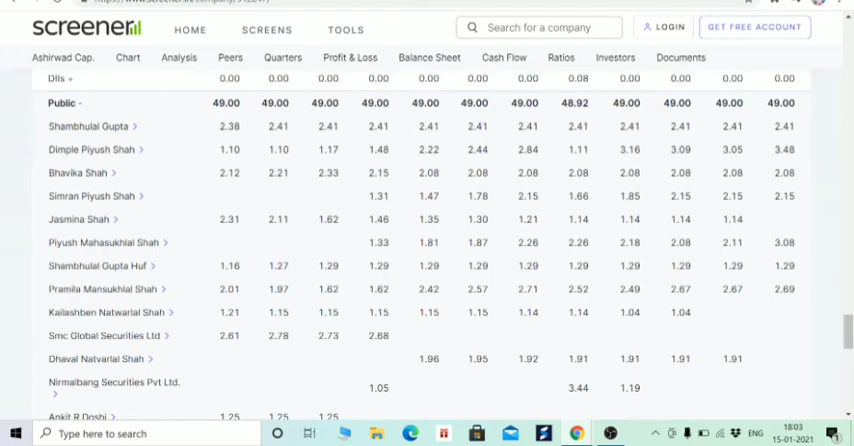 screener
HOME SCREENS TOOLS
Search for a company
LOGIN
GET FREE ACCOUNT
Ashirwad Cap. Chart Analysis Peers Quarters Profit & Loss Balance Sheet Cash Flow Ratios Investors Documents
DIIs + 0.00 0.00 0.00 0.00 0.00 0.00 0.00 0.08 0.00 0.00 0.00 0.00
Public - 49.00 49.00 49.00 49.00 49.00 49.00 49.00 48.92 49.00 49.00 49.00 49.00
Shambhulal Gupta > 2.38 2.41 2.41 2.41 2.41 2.41 2.41 2.41 2.41 2.41 2.41 2.41
Dimple Piyush Shah > 1.10 1.10 1.17 1.48 2.22 2.44 2.84 1.11 3.16 3.09 3.05 3.48
Bhavika Shah > 2.12 2.21 2.33 2.15 2.08 2.08 2.08 2.08 2.08 2.08 2.08 2.08
Simran Piyush Shah > 1.31 1.47 1.78 2.15 1.66 1.85 2.15 2.15 2.15
Jasmina Shah > 2.31 2.11 1.62 1.46 1.35 1.30 1.21 1.14 1.14 1.14 1.14
Piyush Mahasukhlal Shah > 1.33 1.81 1.87 2.26 2.26 2.18 2.08 2.11 3.08
Shambhulal Gupta Huf > 1.16 1.27 1.29 1.29 1.29 1.29 1.29 1.29 1.29 1.29 1.29 1.29
Pramila Mansukhlal Shah > 2.01 1.97 1.62 1.62 2.42 2.57 2.71 2.52 2.49 2.67 2.67 2.69
Kailashben Natwarlal Shah > 1.21 1.15 1.15 1.15 1.15 1.15 1.14 1.14 1.04 1.04
Smc Global Securities Ltd > 2.61 2.78 2.73 2.68
Dhaval Natvarlal Shah > 1.96 1.95 1.92 1.91 1.91 1.91 1.91
Nirmalbang Securities Pvt Ltd. > 1.05 3.44 1.19
Ankit R Doshi > 1.25 1.25 1.25
Type here to search
ENG
18:03
15-01-2021